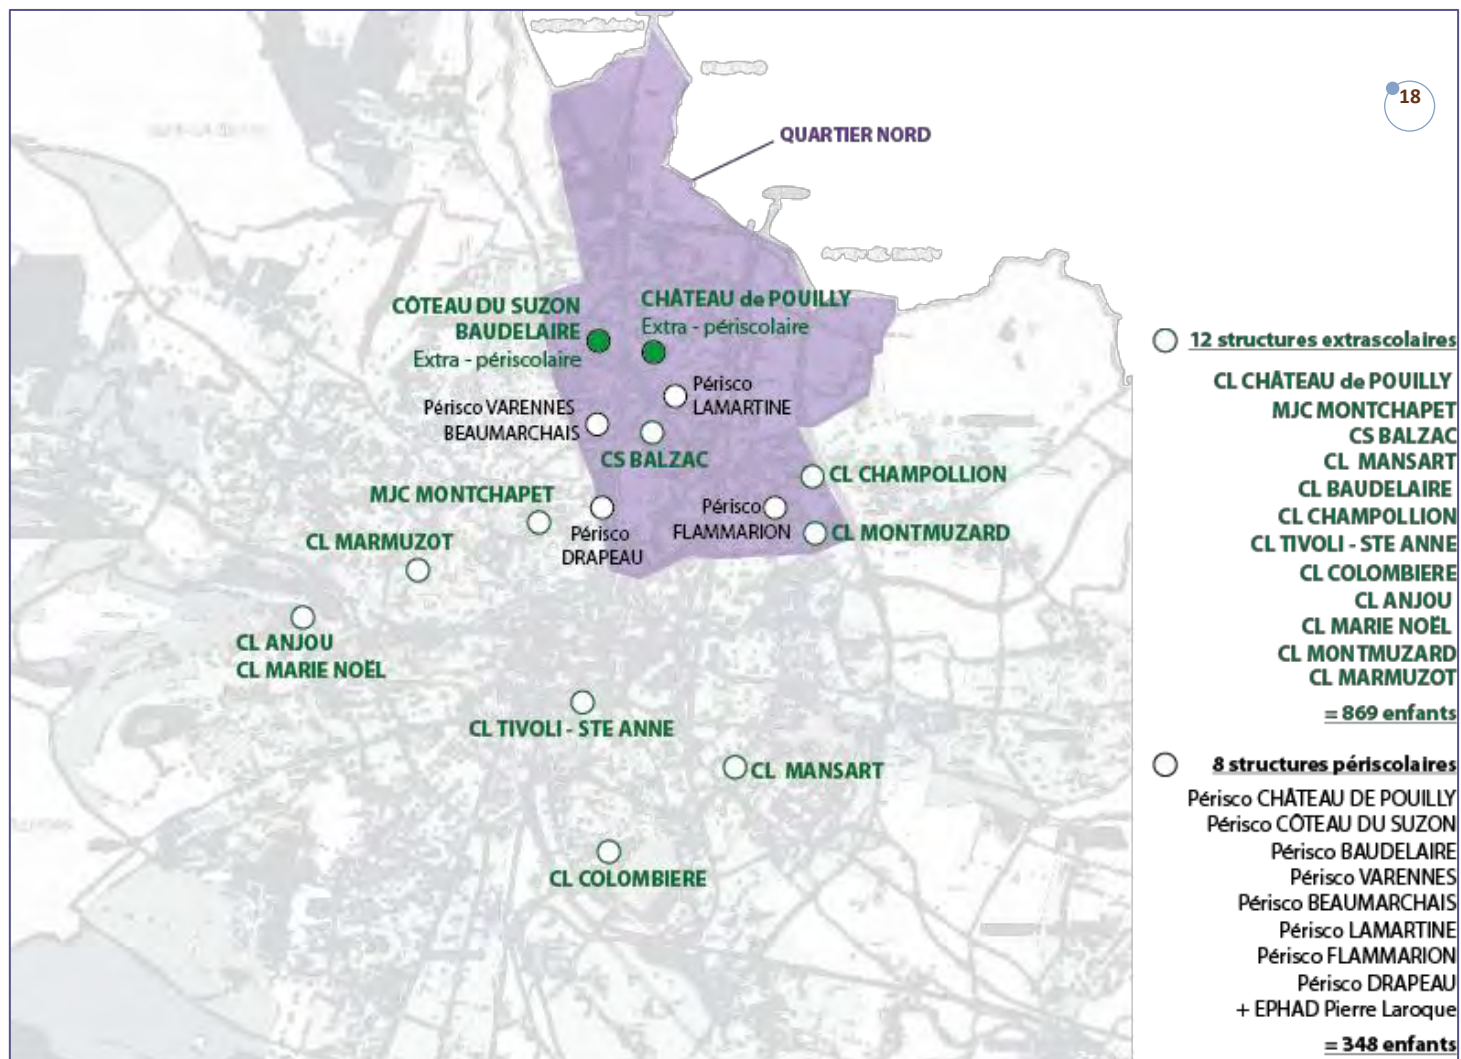 18
QUARTIER NORD
CÔTEAU DU SUZON
BAUDELAIRE
Extra - périscolaire
CHÂTEAU de POUILLY
Extra - périscolaire
Périsco
LAMARTINE
Périsco VARENNES
BEAUMARCHAIS
CS BALZAC
CL CHAMPOLLION
MJC MONTCHAPET
Périsco
DRAPEAU
Périsco
FLAMMARION
CL MONTMUZARD
CL MARMUZOT
CL ANJOU
CL MARIE NOËL
CL TIVOLI - STE ANNE
CL MANSART
CL COLOMBIERE
12 structures extrascolaires
CL CHÂTEAU de POUILLY
MJC MONTCHAPET
CS BALZAC
CL MANSART
CL BAUDELAIRE
CL CHAMPOLLION
CL TIVOLI - STE ANNE
CL COLOMBIERE
CL ANJOU
CL MARIE NOËL
CL MONTMUZARD
CL MARMUZOT
= 869 enfants
8 structures périscolaires
Périsco CHÂTEAU DE POUILLY
Périsco CÔTEAU DU SUZON
Périsco BAUDELAIRE
Périsco VARENNES
Périsco BEAUMARCHAIS
Périsco LAMARTINE
Périsco FLAMMARION
Périsco DRAPEAU
+ EPHAD Pierre Laroque
= 348 enfants